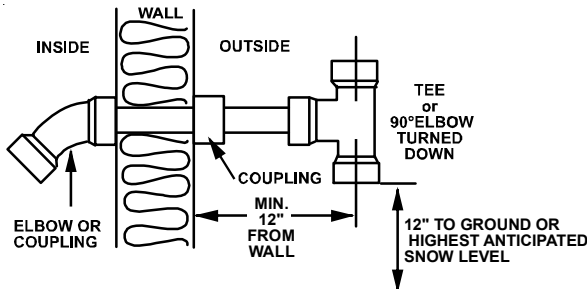 WALL
INSIDE
OUTSIDE
TEE
or
90°ELBOW
TURNED
DOWN
COUPLING
ELBOW OR
COUPLING
MIN.
12"
FROM
WALL
12" TO GROUND OR
HIGHEST ANTICIPATED
SNOW LEVEL